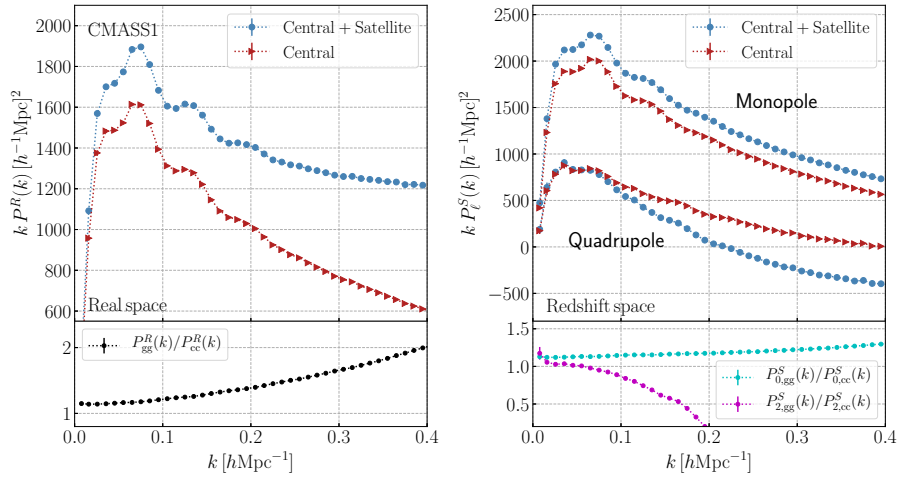 CMASS1
Central + Satellite
Central
2000
1800
1600
1400
1200
1000
800
600
k P^R(k) [h^{-1}Mpc]^2
Real space
P^R_{gg}(k)/P^R_{cc}(k)
2
1
0.0 0.1 0.2 0.3 0.4
k [hMpc^{-1}]
Central + Satellite
Central
2500
2000
1500
1000
500
0
−500
k P^S_ℓ(k) [h^{-1}Mpc]^2
Monopole
Quadrupole
Redshift space
1.5
1.0
0.5
P^S_{0,gg}(k)/P^S_{0,cc}(k)
P^S_{2,gg}(k)/P^S_{2,cc}(k)
0.0 0.1 0.2 0.3 0.4
k [hMpc^{-1}]